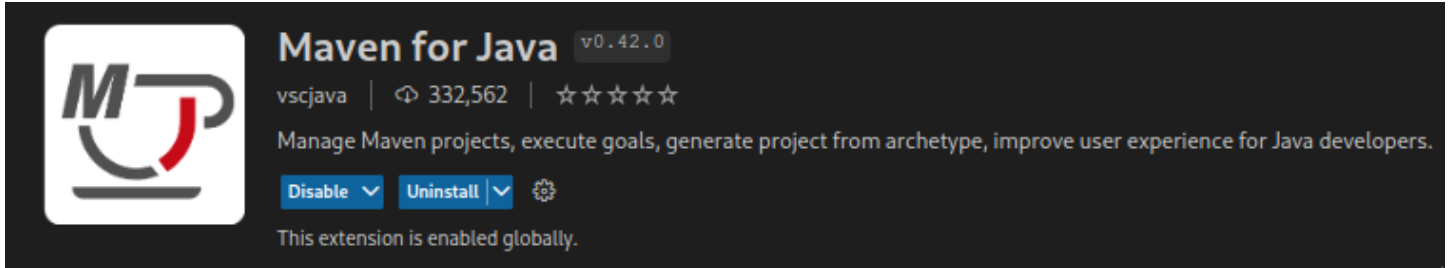 M
Maven for Java v0.42.0
vscjava 332,562
Manage Maven projects, execute goals, generate project from archetype, improve user experience for Java developers.
Disable Uninstall
This extension is enabled globally.